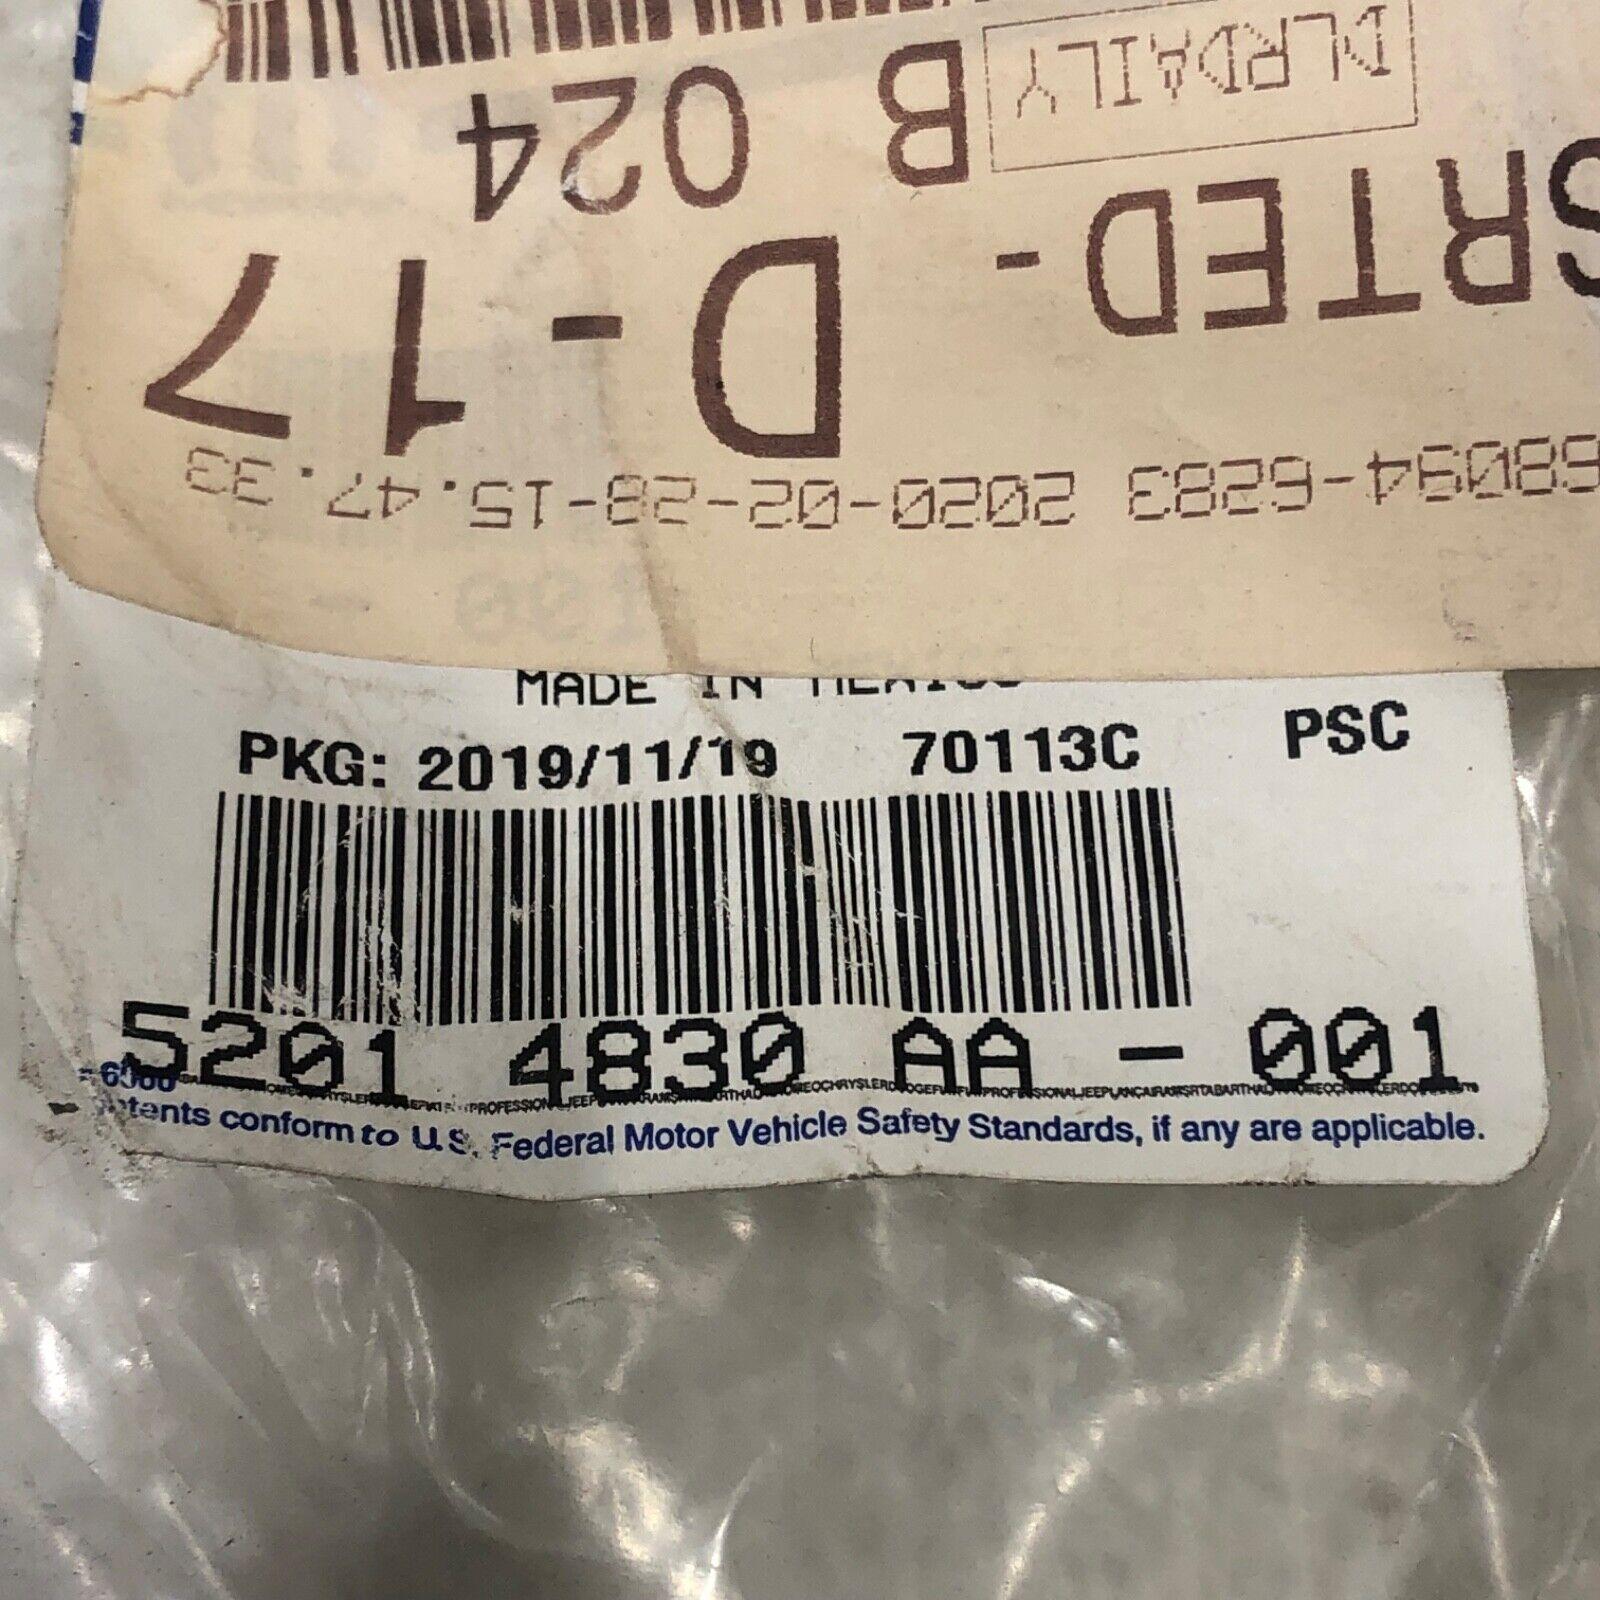 DLRDAILY
024 B
SRTED-
D-17
68094-6283 2020-02-28-15.47.33
MADE IN MEXICO
PKG: 2019/11/19 70113C PSC
5201 4830 AA - 001
conform to U.S. Federal Motor Vehicle Safety Standards, if any are applicable.